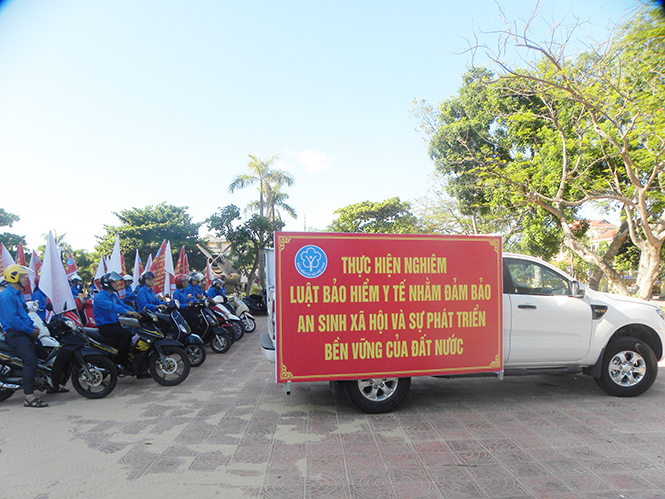 THỰC HIỆN NGHIÊM
LUẬT BẢO HIỂM Y TẾ NHẰM ĐẢM BẢO
AN SINH XÃ HỘI VÀ SỰ PHÁT TRIỂN
BỀN VỮNG CỦA ĐẤT NƯỚC